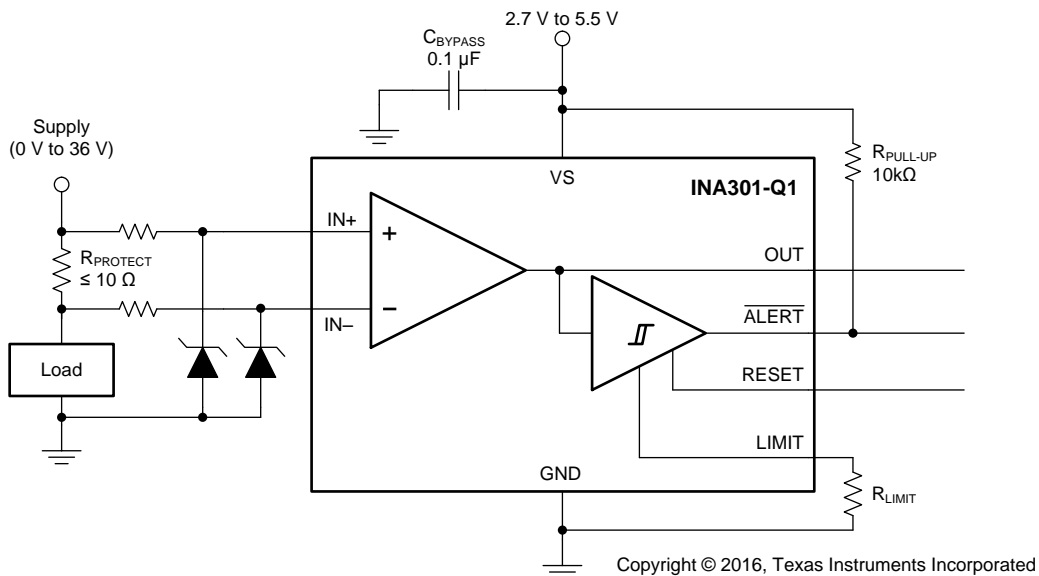 2.7 V to 5.5 V
CBYPASS
0.1 µF
Supply
(0 V to 36 V)
RPULL-UP
10kΩ
VS
INA301-Q1
IN+
+
OUT
RPROTECT
≤ 10 Ω
IN–
–
ALERT
Load
RESET
LIMIT
GND
RLIMIT
Copyright © 2016, Texas Instruments Incorporated